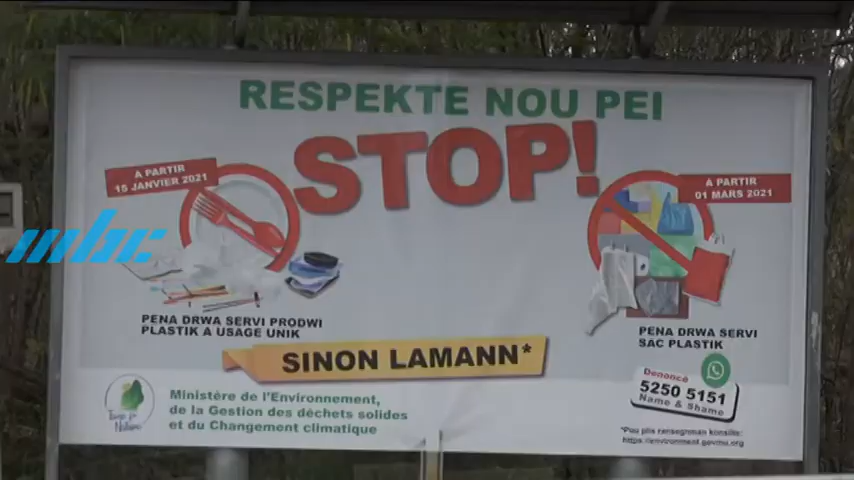 RESPEKTE NOU PEI
STOP!
A PARTIR
15 JANVIER 2021
A PARTIR
01 MARS 2021
mbc
PENA DRWA SERVI PRODWI
PLASTIK A USAGE UNIK
PENA DRWA SERVI
SAC PLASTIK
SINON LAMANN*
Denoncé
5250 5151
Name & Shame
Ministère de l'Environnement,
de la Gestion des déchets solides
et du Changement climatique
*Pou plis ransegnman konsilte:
https://environment.govmu.org